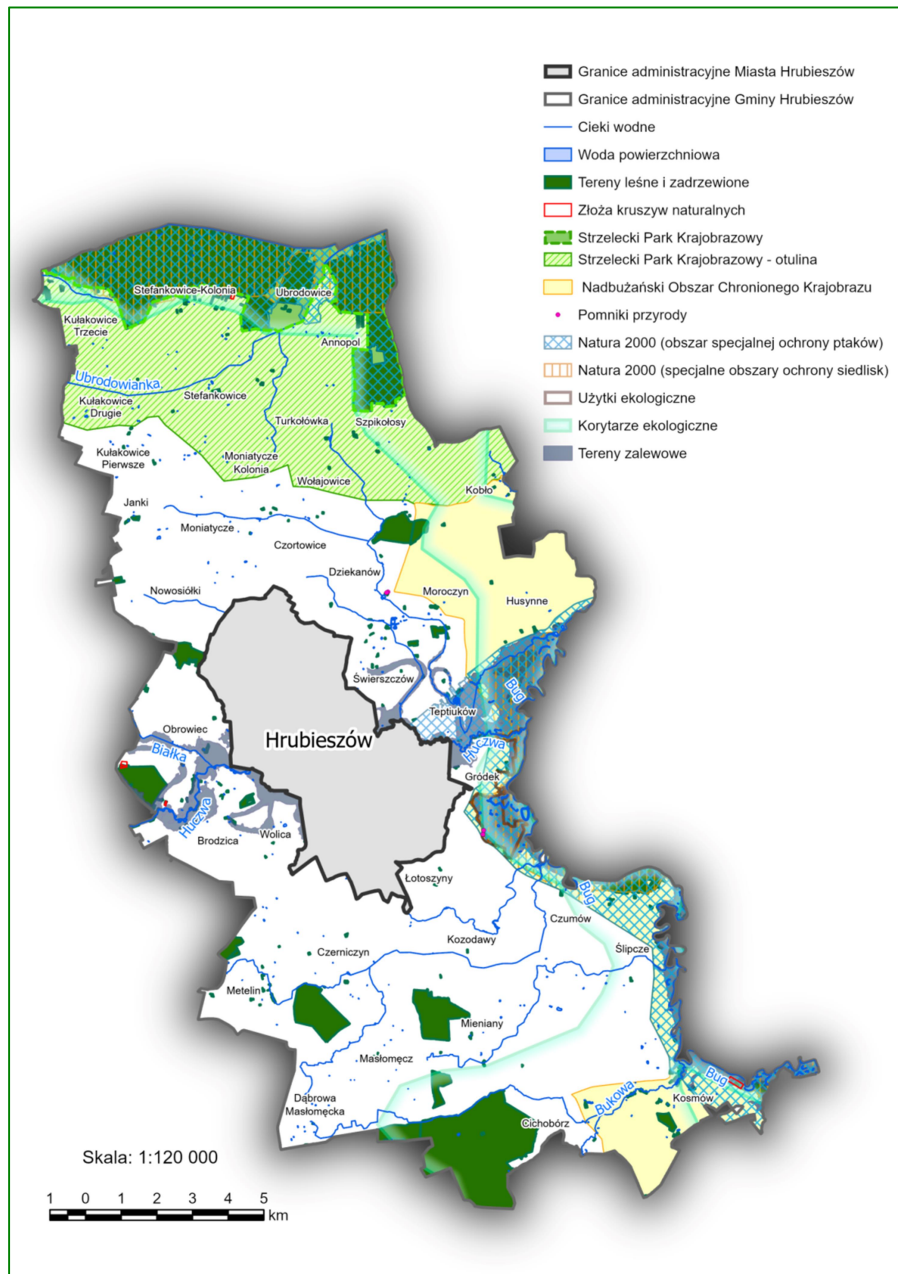 Granice administracyjne Miasta Hrubieszów
Granice administracyjne Gminy Hrubieszów
Cieki wodne
Woda powierzchniowa
Tereny leśne i zadrzewione
Złoża kruszyw naturalnych
Strzelecki Park Krajobrazowy
Strzelecki Park Krajobrazowy - otulina
Nadbużański Obszar Chronionego Krajobrazu
Pomniki przyrody
Natura 2000 (obszar specjalnej ochrony ptaków)
Natura 2000 (specjalne obszary ochrony siedlisk)
Użytki ekologiczne
Korytarze ekologiczne
Tereny zalewowe
Stefankowice-Kolonia
Ubrodowice
Kułakowice
Trzecie
Annopol
Ubrodowianka
Kułakowice
Drugie
Stefankowice
Turkołówka
Szpikołosy
Kułakowice
Pierwsze
Moniatycze
Kolonia
Wołajowice
Kobło
Janki
Moniatycze
Czortowice
Dziekanów
Nowosiółki
Moroczyn
Husynne
Świerszczów
Bug
Teptiuków
Obrowiec
Hrubieszów
Białka
Huczwa
Gródek
Huczwa
Brodzica
Wolica
Łotoszyny
Bug
Czumów
Kozodawy
Ślipcze
Czerniczyn
Metelin
Mieniany
Masłomęcz
Bug
Dąbrowa
Masłomęcka
Bukowa
Kosmów
Cichobórz
Skala: 1:120 000
1 0 1 2 3 4 5
km